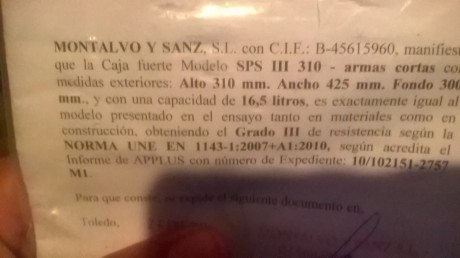 MONTALVO Y SANZ, S.L. con C.I.F.: B-45615960, manifies
que la Caja fuerte Modelo SPS III 310 - armas cortas co
medidas exteriores: Alto 310 mm. Ancho 425 mm. Fondo 300
mm., y con una capacidad de 16,5 litros, es exactamente igual al
modelo presentado en el ensayo tanto en materiales como en
construcción, obteniendo el Grado III de resistencia según la
NORMA UNE EN 1143-1:2007+A1:2010, según acredita el
Informe de APPLUS con número de Expediente: 10/102151-2757
M1.
Para que conste, se expide el siguiente documento en,
Toledo,